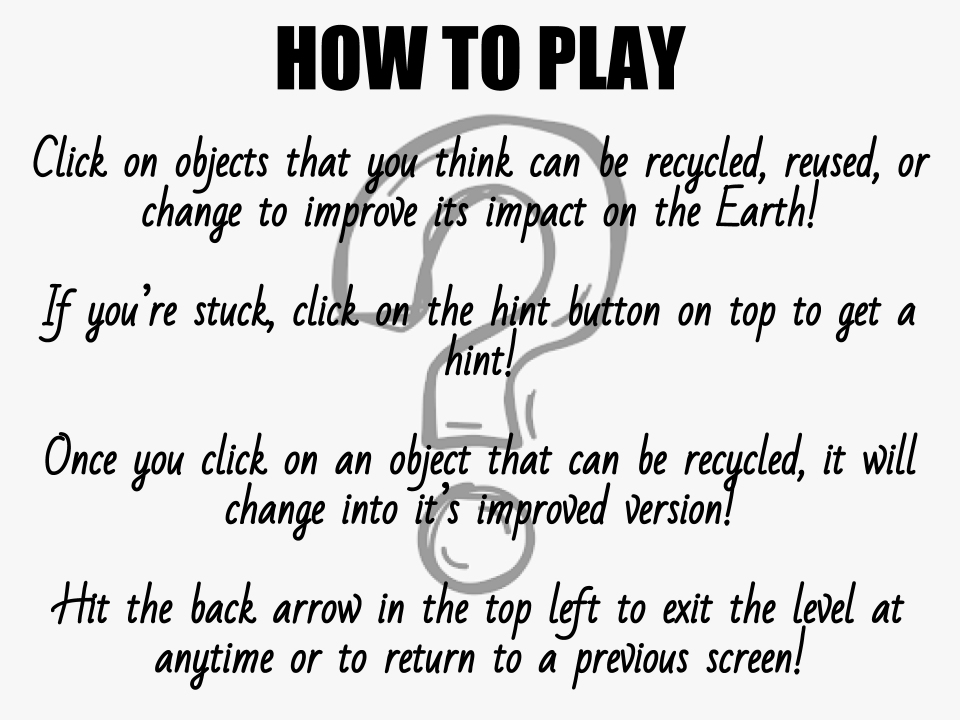 HOW TO PLAY
Click on objects that you think can be recycled, reused, or
change to improve its impact on the Earth!
If you’re stuck, click on the hint button on top to get a
hint!
Once you click on an object that can be recycled, it will
change into it’s improved version!
Hit the back arrow in the top left to exit the level at
anytime or to return to a previous screen!